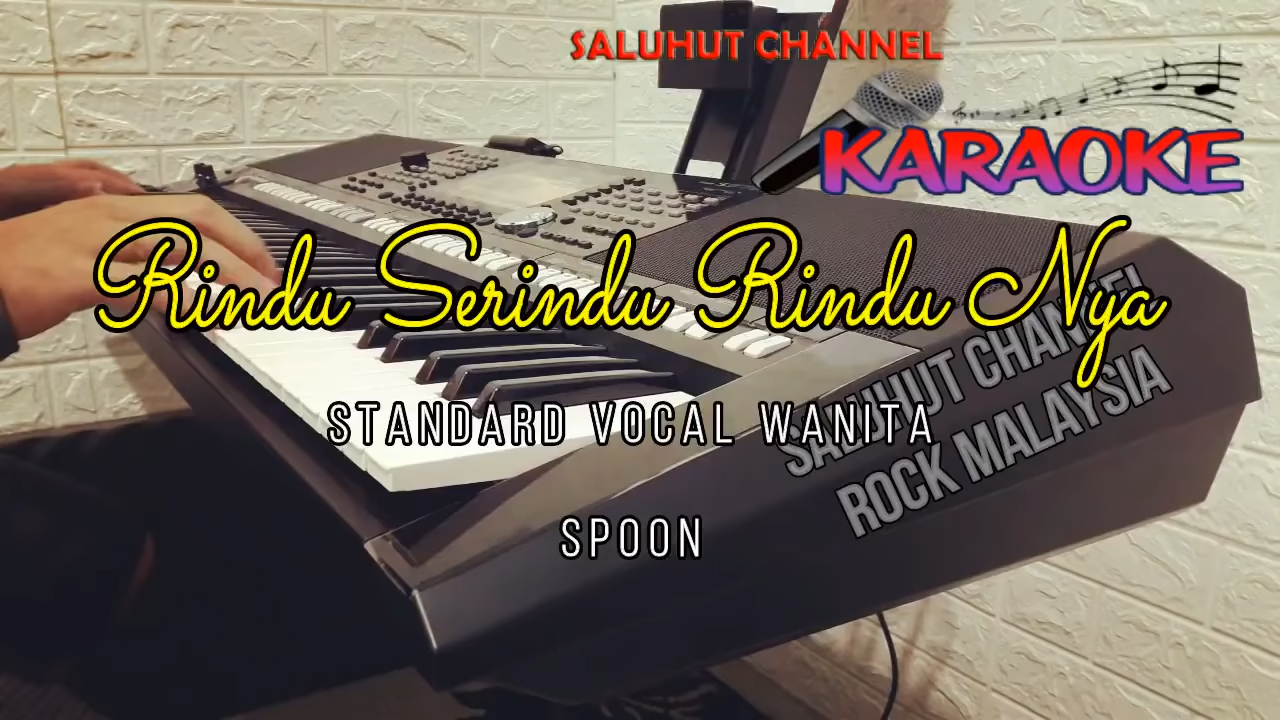 SALUHUT CHANNEL
KARAOKE
Rindu Serindu Rindu Nya
SALUHUT CHANNEL
ROCK MALAYSIA
STANDARD VOCAL WANITA
SPOON